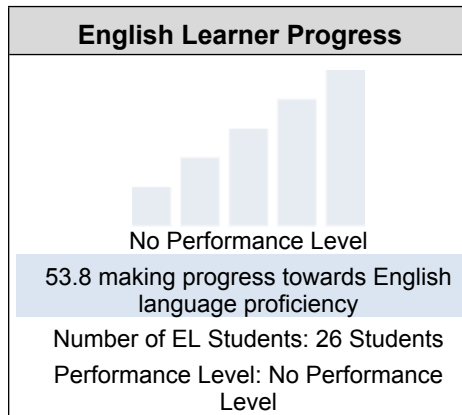 English Learner Progress
No Performance Level
53.8 making progress towards English
language proficiency
Number of EL Students: 26 Students
Performance Level: No Performance
Level